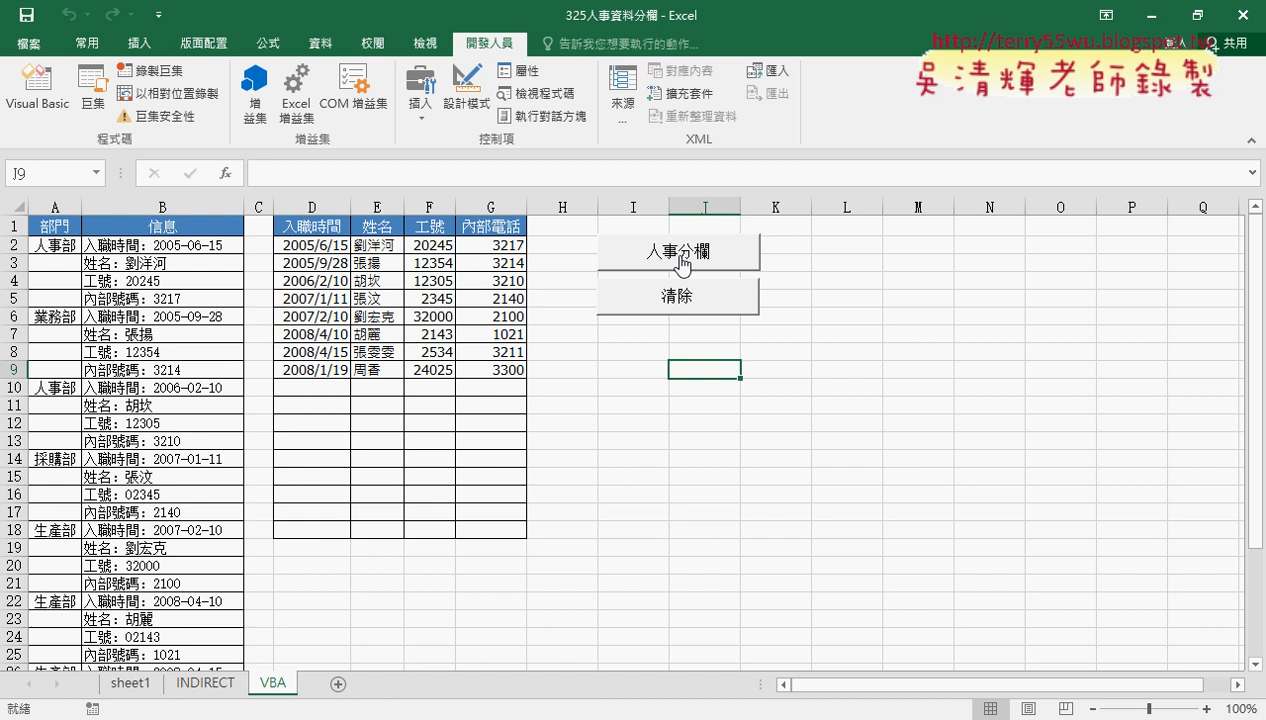 325人事資料分欄 - Excel
檔案 常用 插入 版面配置 公式 資料 校閱 檢視 開發人員 告訴我您想要執行的動作... 登入 共用
http://terry55wu.blogspot.tw
吳清輝老師錄製
Visual Basic 巨集 錄製巨集 以相對位置錄製 巨集安全性
增益集 Excel 增益集 COM 增益集
插入 設計模式 屬性 檢視程式碼 執行對話方塊
來源... 對應內容 擴充套件 重新整理資料 匯入 匯出
程式碼 增益集 控制項 XML
J9 fx
A B C D E F G H I J K L M N O P Q
1 部門 信息 入職時間 姓名 工號 內部電話
2 人事部 入職時間：2005-06-15 2005/6/15 劉洋河 20245 3217
3 姓名：劉洋河 2005/9/28 張揚 12354 3214
4 工號：20245 2006/2/10 胡坎 12305 3210
5 內部號碼：3217 2007/1/11 張汶 2345 2140
6 業務部 入職時間：2005-09-28 2007/2/10 劉宏克 32000 2100
7 姓名：張揚 2008/4/10 胡麗 2143 1021
8 工號：12354 2008/4/15 張雯雯 2534 3211
9 內部號碼：3214 2008/1/19 周香 24025 3300
10 人事部 入職時間：2006-02-10
11 姓名：胡坎
12 工號：12305
13 內部號碼：3210
14 採購部 入職時間：2007-01-11
15 姓名：張汶
16 工號：02345
17 內部號碼：2140
18 生產部 入職時間：2007-02-10
19 姓名：劉宏克
20 工號：32000
21 內部號碼：2100
22 生產部 入職時間：2008-04-10
23 姓名：胡麗
24 工號：02143
25 內部號碼：1021
26 生產部 入職時間：2008-04-15
人事分欄
清除
sheet1 INDIRECT VBA
就緒 100%